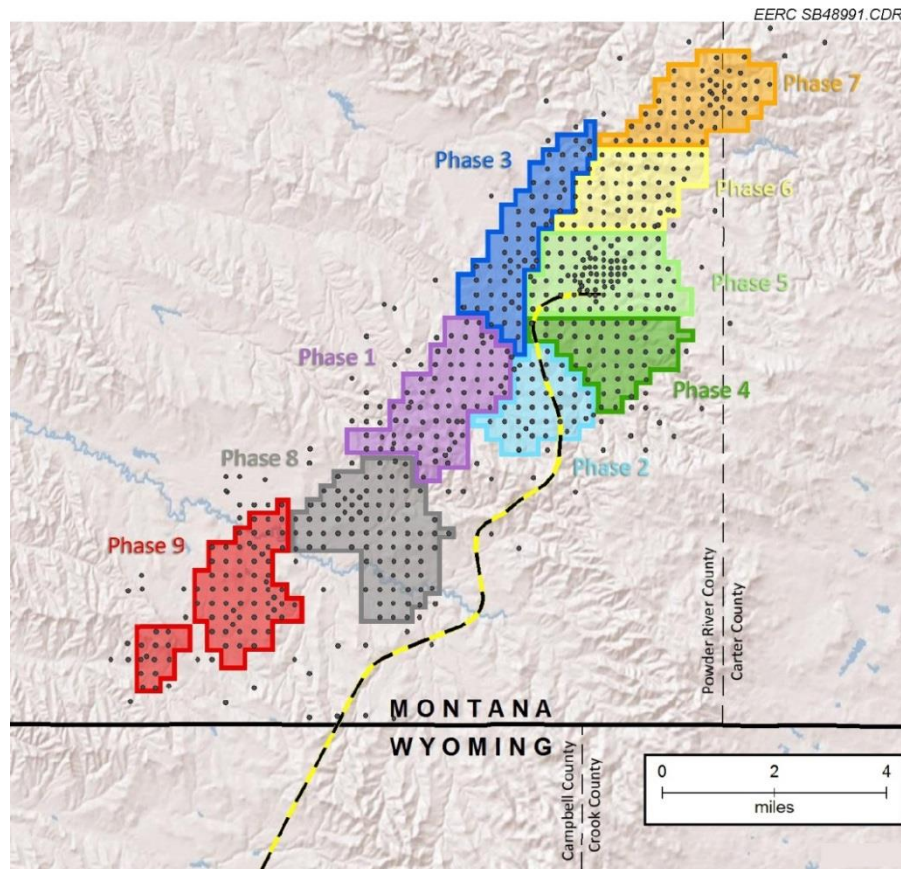 EERC SB48991.CDR
Phase 7
Phase 3
Phase 6
Phase 5
Phase 1
Phase 4
Phase 8
Phase 2
Phase 9
Powder River County
Carter County
MONTANA
WYOMING
Campbell County
Crook County
0 2 4
miles